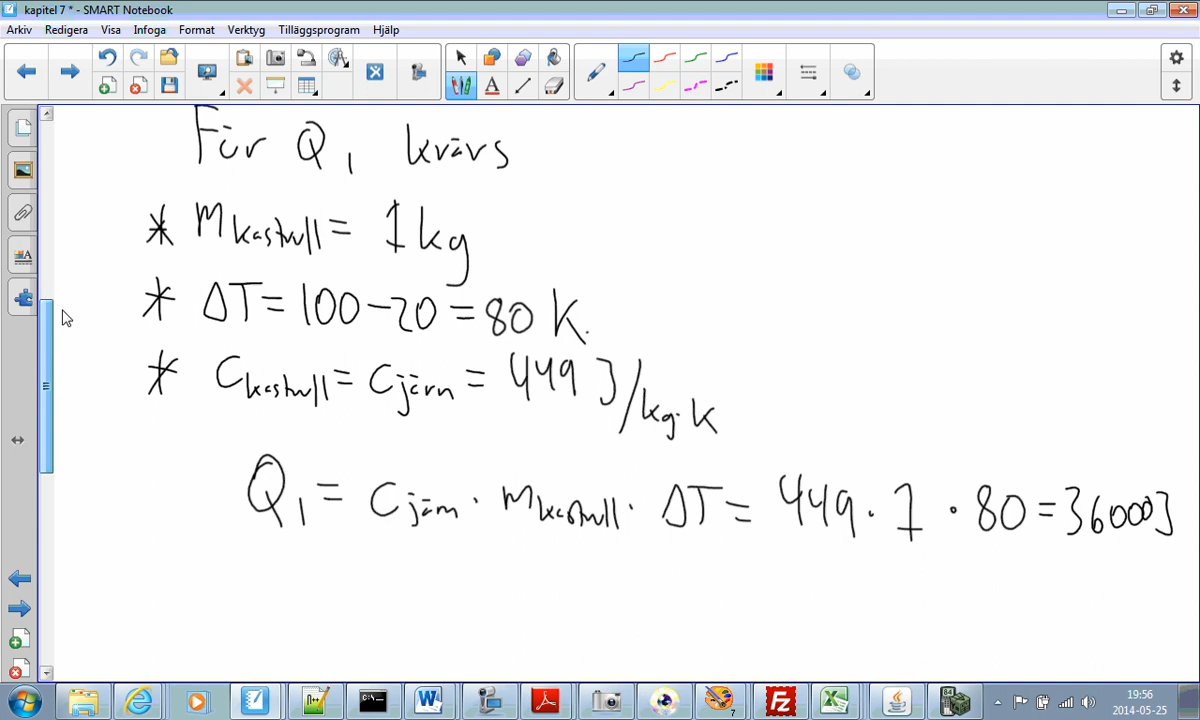 kapitel 7 * - SMART Notebook
Arkiv Redigera Visa Infoga Format Verktyg Tilläggsprogram Hjälp
För Q1 krävs
* mkastrull = 1 kg
* ΔT = 100 - 20 = 80 K.
* Ckastrull = Cjärn = 449 J/kg·K
Q1 = Cjärn · mkastrull · ΔT = 449 · 1 · 80 = 36000 J
19:56
2014-05-25